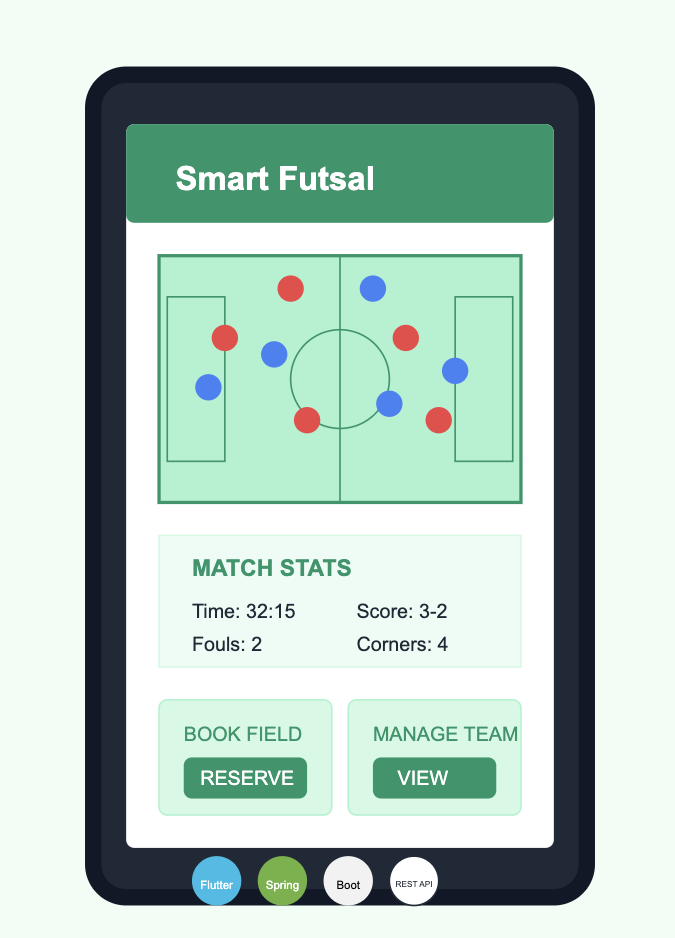 Smart Futsal
MATCH STATS
Time: 32:15 Score: 3-2
Fouls: 2 Corners: 4
BOOK FIELD MANAGE TEAM
RESERVE VIEW
Flutter Spring Boot REST API